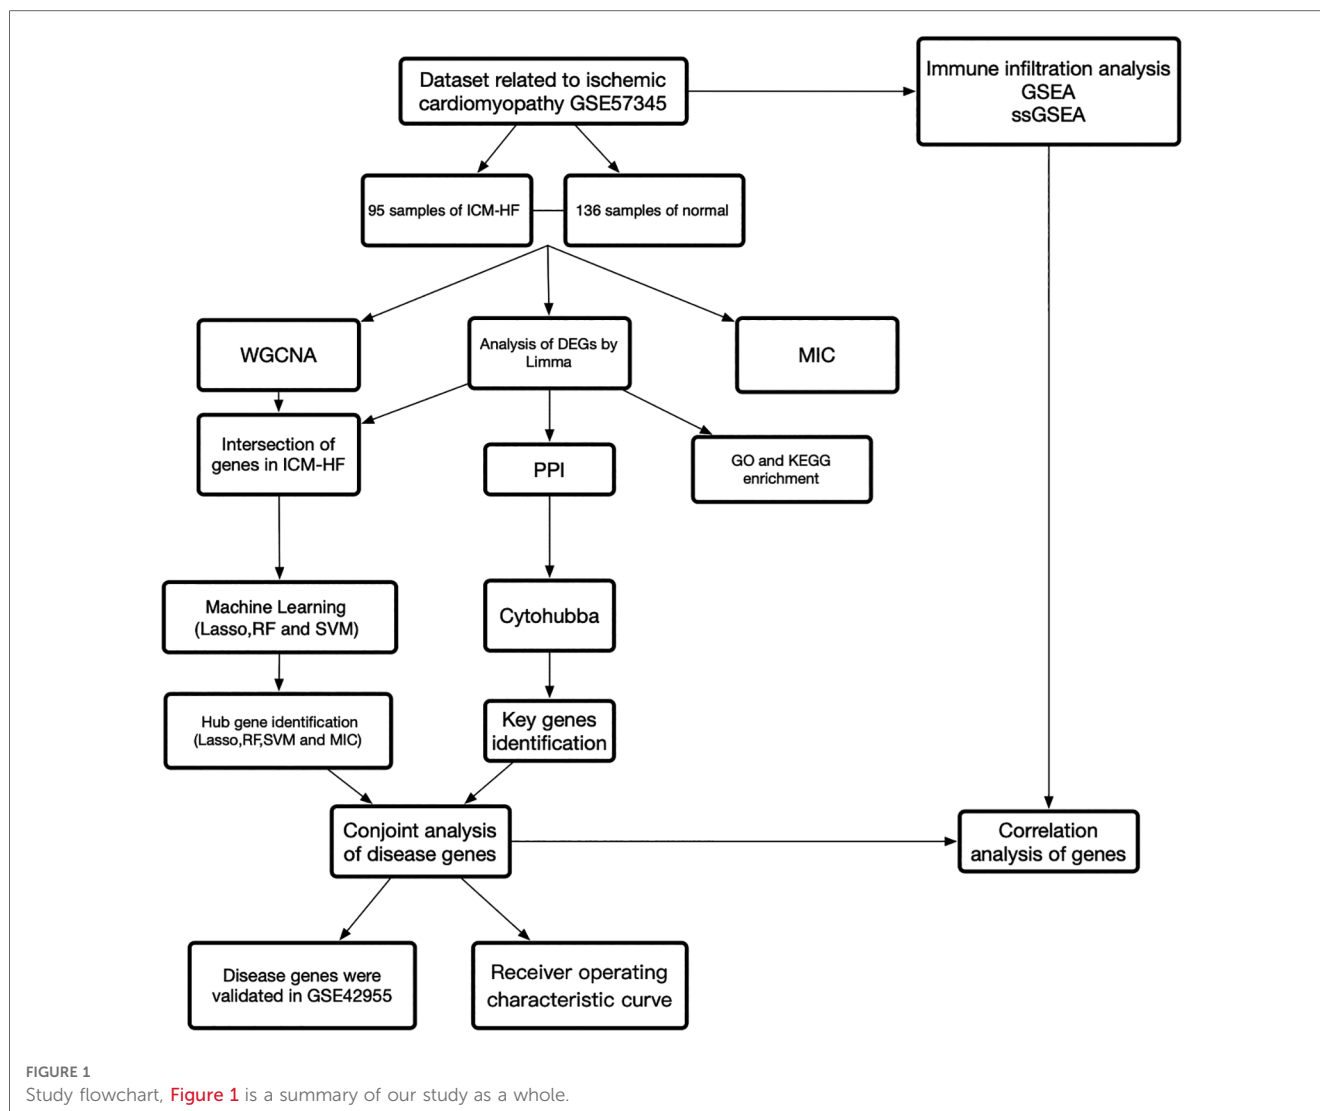 Dataset related to ischemic
cardiomyopathy GSE57345
Immune infiltration analysis
GSEA
ssGSEA
95 samples of ICM-HF
136 samples of normal
WGCNA
Analysis of DEGs by
Limma
MIC
Intersection of
genes in ICM-HF
PPI
GO and KEGG
enrichment
Machine Learning
(Lasso,RF and SVM)
Cytohubba
Hub gene identification
(Lasso,RF,SVM and MIC)
Key genes
identification
Conjoint analysis
of disease genes
Correlation
analysis of genes
Disease genes were
validated in GSE42955
Receiver operating
characteristic curve
FIGURE 1
Study flowchart, Figure 1 is a summary of our study as a whole.